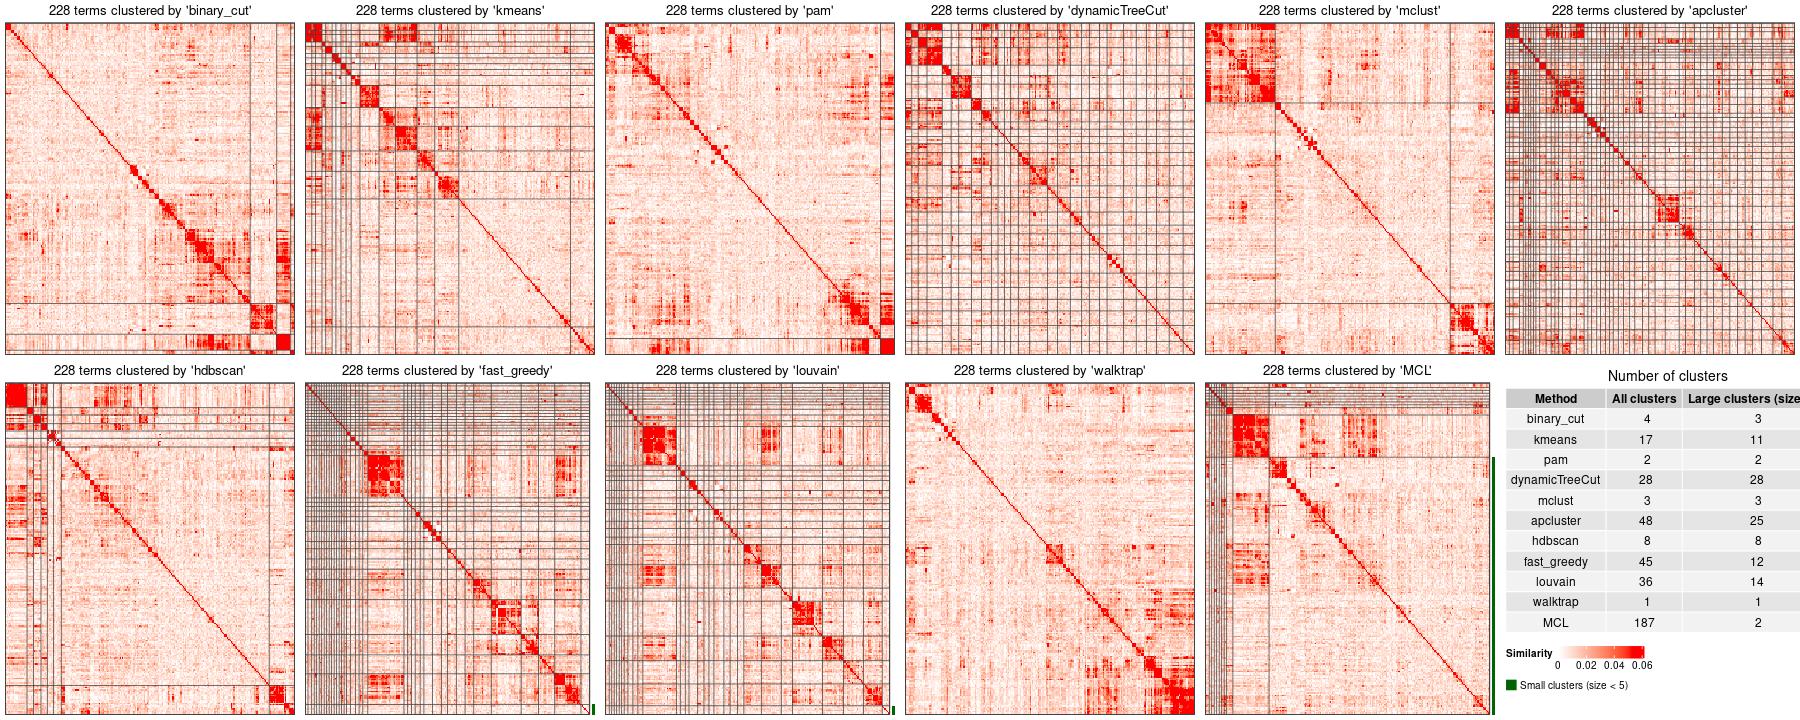 228 terms clustered by 'binary_cut'
228 terms clustered by 'kmeans'
228 terms clustered by 'pam'
228 terms clustered by 'dynamicTreeCut'
228 terms clustered by 'mclust'
228 terms clustered by 'apcluster'
228 terms clustered by 'hdbscan'
228 terms clustered by 'fast_greedy'
228 terms clustered by 'louvain'
228 terms clustered by 'walktrap'
228 terms clustered by 'MCL'
Number of clusters
Method All clusters Large clusters (size
binary_cut 4 3
kmeans 17 11
pam 2 2
dynamicTreeCut 28 28
mclust 3 3
apcluster 48 25
hdbscan 8 8
fast_greedy 45 12
louvain 36 14
walktrap 1 1
MCL 187 2
Similarity
0 0.02 0.04 0.06
Small clusters (size < 5)